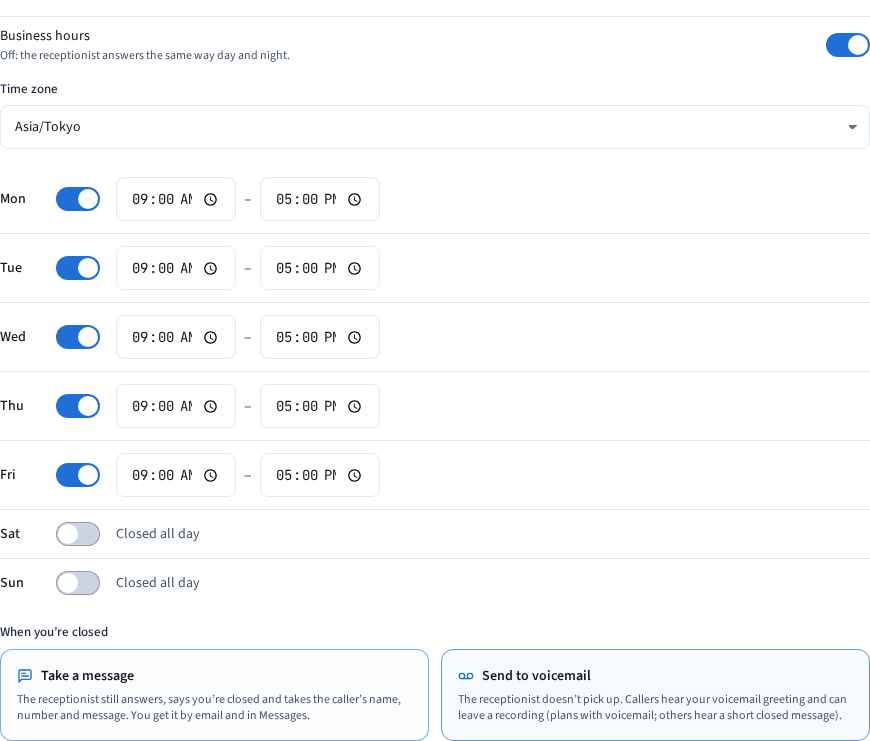 Business hours
Off: the receptionist answers the same way day and night.
Time zone
Asia/Tokyo
Mon 09:00 AM – 05:00 PM
Tue 09:00 AM – 05:00 PM
Wed 09:00 AM – 05:00 PM
Thu 09:00 AM – 05:00 PM
Fri 09:00 AM – 05:00 PM
Sat Closed all day
Sun Closed all day
When you're closed
Take a message
The receptionist still answers, says you're closed and takes the caller's name,
number and message. You get it by email and in Messages.
Send to voicemail
The receptionist doesn't pick up. Callers hear your voicemail greeting and can
leave a recording (plans with voicemail; others hear a short closed message).